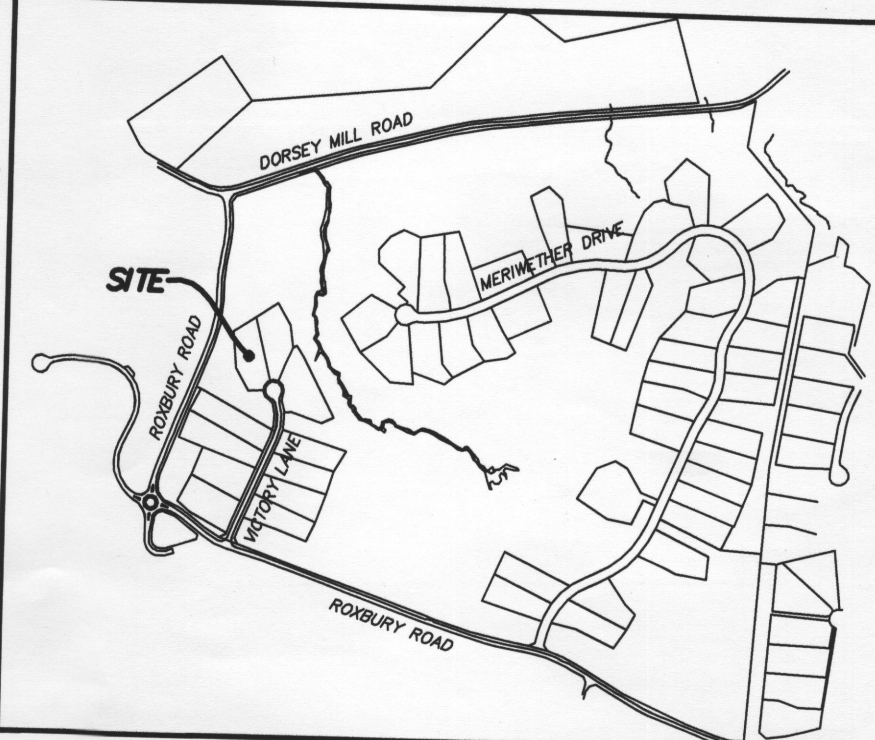 DORSEY MILL ROAD
MERIWETHER DRIVE
SITE
ROXBURY ROAD
VICTORY LANE
ROXBURY ROAD